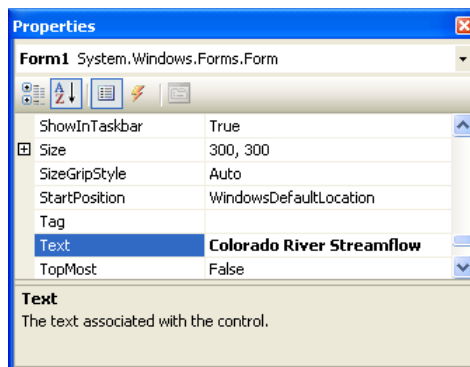 Properties
Form1 System.Windows.Forms.Form
A
Z
ShowInTaskbar True
Size 300, 300
SizeGripStyle Auto
StartPosition WindowsDefaultLocation
Tag
Text Colorado River Streamflow
TopMost False
Text
The text associated with the control.